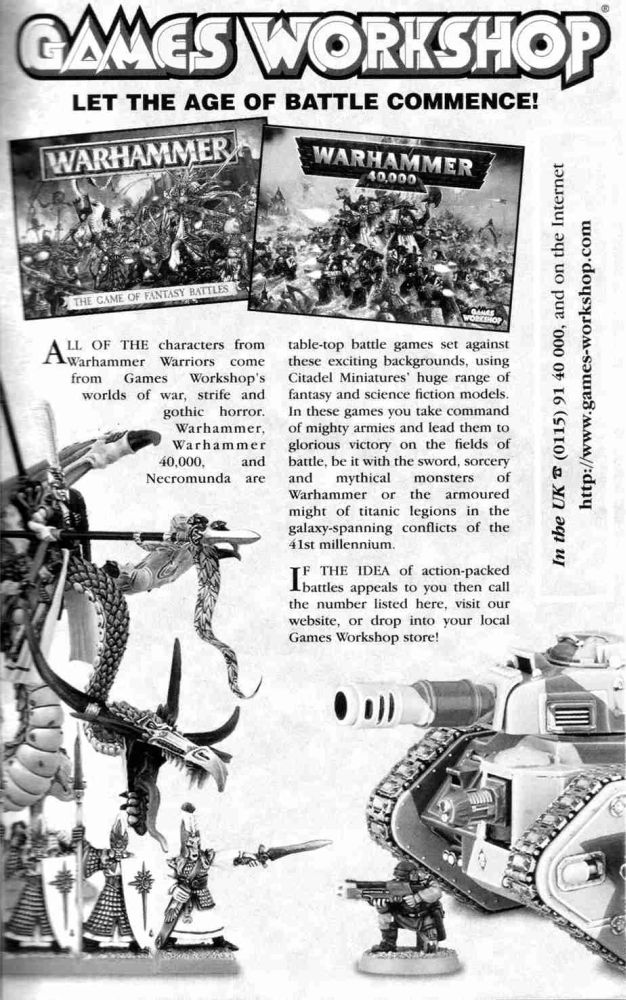 GAMES WORKSHOP®
LET THE AGE OF BATTLE COMMENCE!
WARHAMMER
THE GAME OF FANTASY BATTLES
WARHAMMER
40,000
GAMES
WORKSHOP
ALL OF THE characters from
Warhammer Warriors come
from Games Workshop's
worlds of war, strife and
gothic horror.
Warhammer,
Warhammer
40,000, and
Necromunda are
table-top battle games set against
these exciting backgrounds, using
Citadel Miniatures' huge range of
fantasy and science fiction models.
In these games you take command
of mighty armies and lead them to
glorious victory on the fields of
battle, be it with the sword, sorcery
and mythical monsters of
Warhammer or the armoured
might of titanic legions in the
galaxy-spanning conflicts of the
41st millennium.
IF THE IDEA of action-packed
battles appeals to you then call
the number listed here, visit our
website, or drop into your local
Games Workshop store!
In the UK ☎ (0115) 91 40 000, and on the Internet
http://www.games-workshop.com